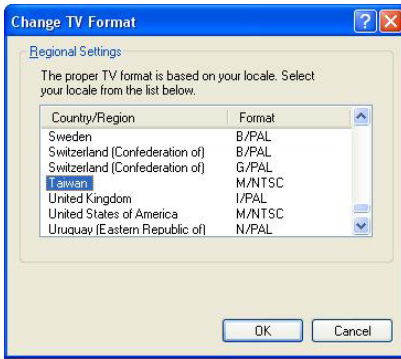 Change TV Format
Regional Settings
The proper TV format is based on your locale. Select
your locale from the list below.
Country/Region Format
Sweden B/PAL
Switzerland (Confederation of) B/PAL
Switzerland (Confederation of) G/PAL
Taiwan M/NTSC
United Kingdom I/PAL
United States of America M/NTSC
Uruguay (Eastern Republic of) N/PAL
OK Cancel